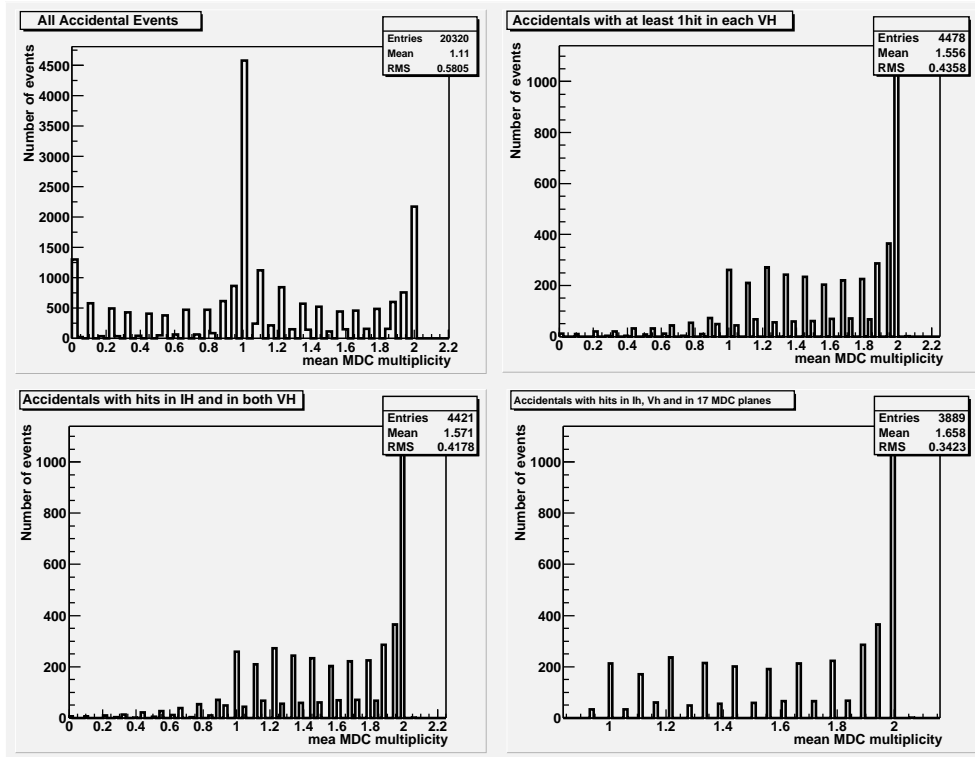 All Accidental Events
Entries 20320
Mean 1.11
RMS 0.5805
Number of events
4500
4000
3500
3000
2500
2000
1500
1000
500
0
0 0.2 0.4 0.6 0.8 1 1.2 1.4 1.6 1.8 2 2.2
mean MDC multiplicity
Accidentals with at least 1hit in each VH
Entries 4478
Mean 1.556
RMS 0.4358
Number of events
1000
800
600
400
200
0
0 0.2 0.4 0.6 0.8 1 1.2 1.4 1.6 1.8 2 2.2
mean MDC multiplicity
Accidentals with hits in IH and in both VH
Entries 4421
Mean 1.571
RMS 0.4178
Number of events
1000
800
600
400
200
0
0 0.2 0.4 0.6 0.8 1 1.2 1.4 1.6 1.8 2 2.2
mea MDC multiplicity
Accidentals with hits in Ih, Vh and in 17 MDC planes
Entries 3889
Mean 1.658
RMS 0.3423
Number of events
1000
800
600
400
200
0
1 1.2 1.4 1.6 1.8 2
mean MDC multiplicity